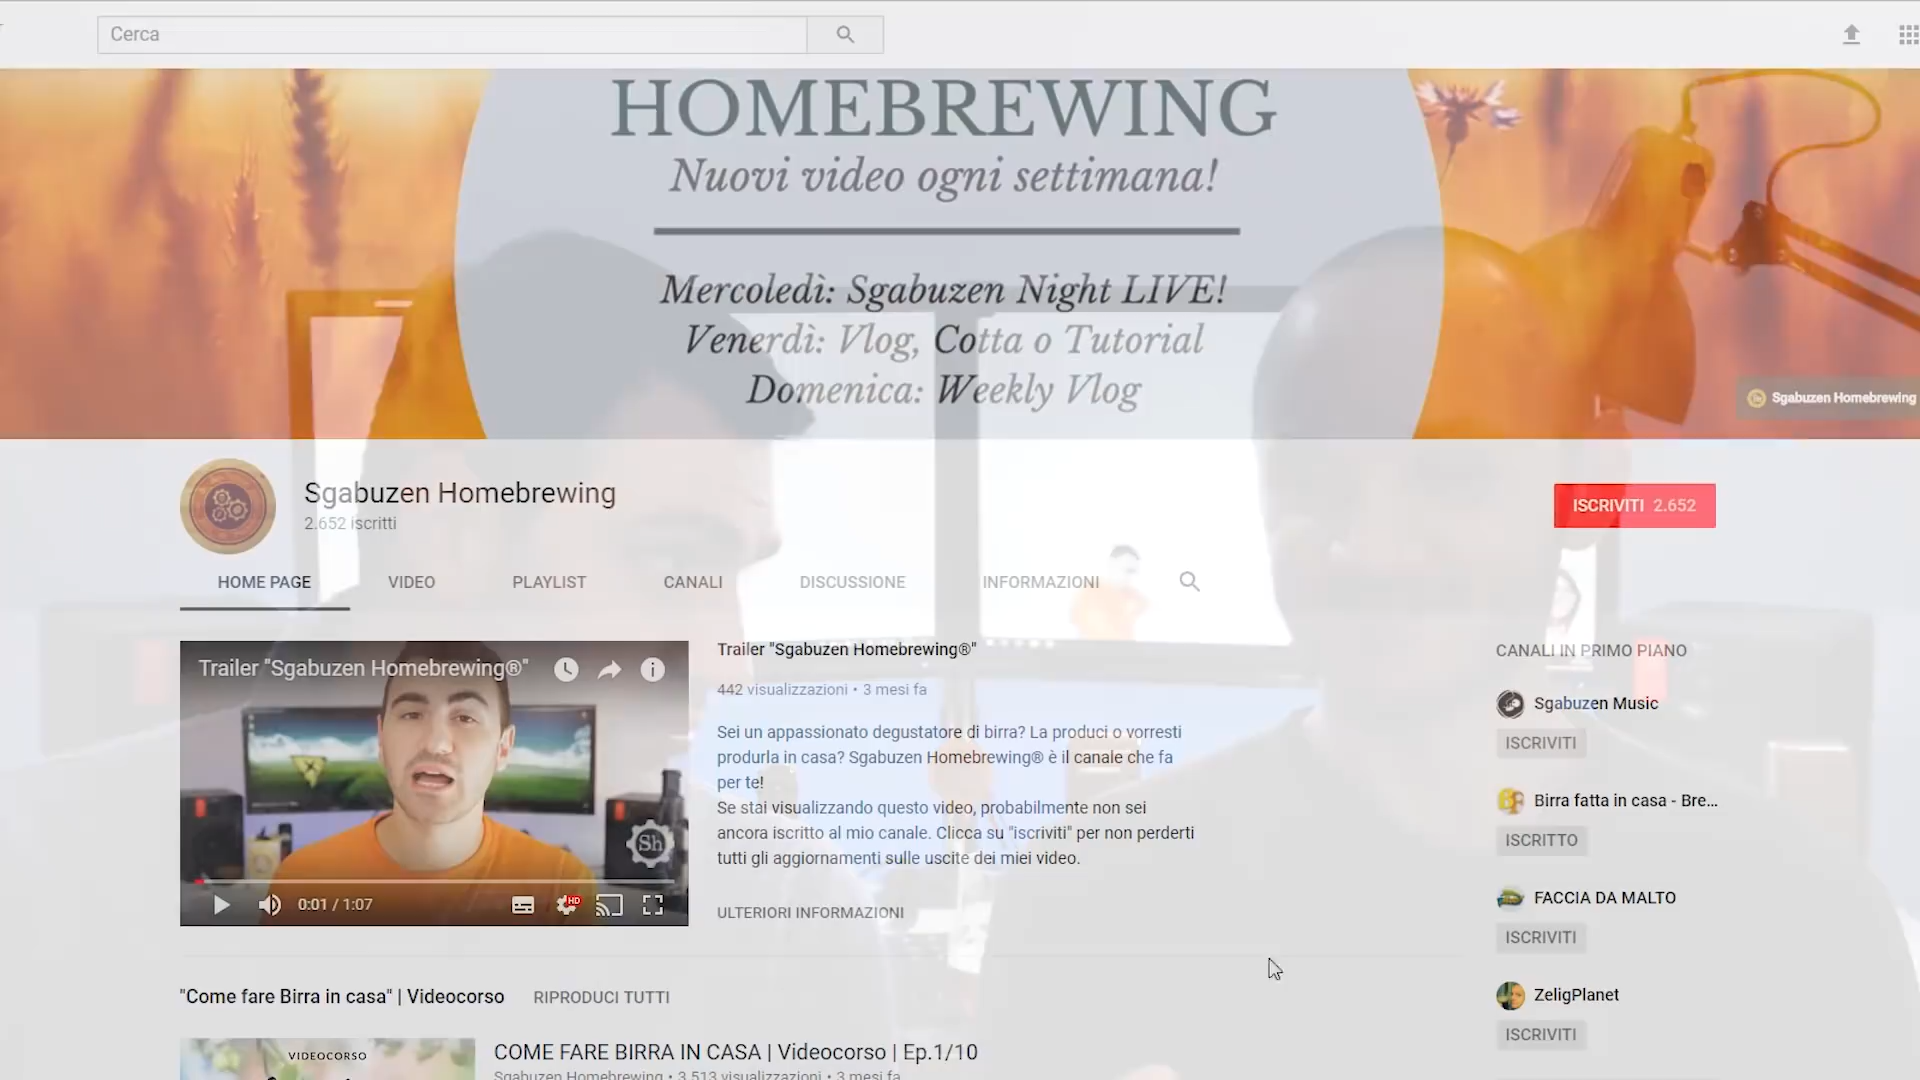 Cerca
HOMEBREWING
Nuovi video ogni settimana!
Mercoledì: Sgabuzen Night LIVE!
Venerdì: Vlog, Cotta o Tutorial
Domenica: Weekly Vlog
Sgabuzen Homebrewing
Sgabuzen Homebrewing
2.652 iscritti
ISCRIVITI 2.652
HOME PAGE VIDEO PLAYLIST CANALI DISCUSSIONE INFORMAZIONI
Trailer "Sgabuzen Homebrewing®"
Sh
0:01 / 1:07
HD
Trailer "Sgabuzen Homebrewing®"
442 visualizzazioni • 3 mesi fa
Sei un appassionato degustatore di birra? La produci o vorresti
produrla in casa? Sgabuzen Homebrewing® è il canale che fa
per te!
Se stai visualizzando questo video, probabilmente non sei
ancora iscritto al mio canale. Clicca su "iscriviti" per non perderti
tutti gli aggiornamenti sulle uscite dei miei video.
ULTERIORI INFORMAZIONI
CANALI IN PRIMO PIANO
Sgabuzen Music
ISCRIVITI
Birra fatta in casa - Bre...
ISCRITTO
FACCIA DA MALTO
ISCRIVITI
ZeligPlanet
ISCRIVITI
"Come fare Birra in casa" | Videocorso RIPRODUCI TUTTI
VIDEOCORSO
COME FARE BIRRA IN CASA | Videocorso | Ep.1/10
Sgabuzen Homebrewing • 3.513 visualizzazioni • 3 mesi fa